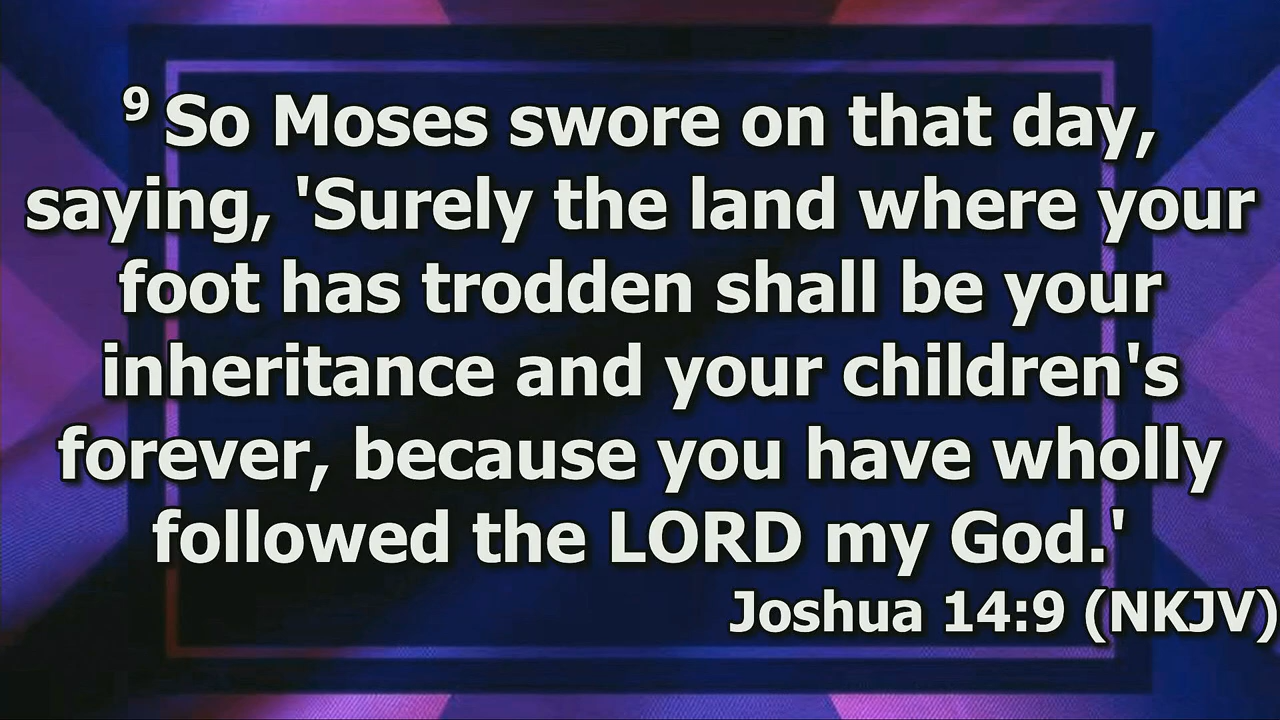 9 So Moses swore on that day,
saying, 'Surely the land where your
foot has trodden shall be your
inheritance and your children's
forever, because you have wholly
followed the LORD my God.'
Joshua 14:9 (NKJV)